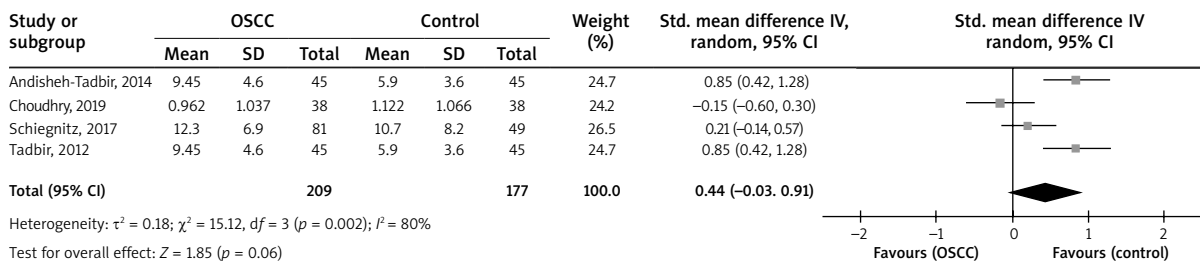 Study or subgroup OSCC Control Weight (%) Std. mean difference IV, random, 95% CI Std. mean difference IV random, 95% CI
Mean SD Total Mean SD Total
Andisheh-Tadbir, 2014 9.45 4.6 45 5.9 3.6 45 24.7 0.85 (0.42, 1.28)
Choudhry, 2019 0.962 1.037 38 1.122 1.066 38 24.2 −0.15 (−0.60, 0.30)
Schiegnitz, 2017 12.3 6.9 81 10.7 8.2 49 26.5 0.21 (–0.14, 0.57)
Tadbir, 2012 9.45 4.6 45 5.9 3.6 45 24.7 0.85 (0.42, 1.28)
Total (95% CI) 209 177 100.0 0.44 (–0.03. 0.91)
Heterogeneity: τ² = 0.18; χ² = 15.12, df = 3 (p = 0.002); I² = 80%
Test for overall effect: Z = 1.85 (p = 0.06)
−2 −1 0 1 2
Favours (OSCC) Favours (control)